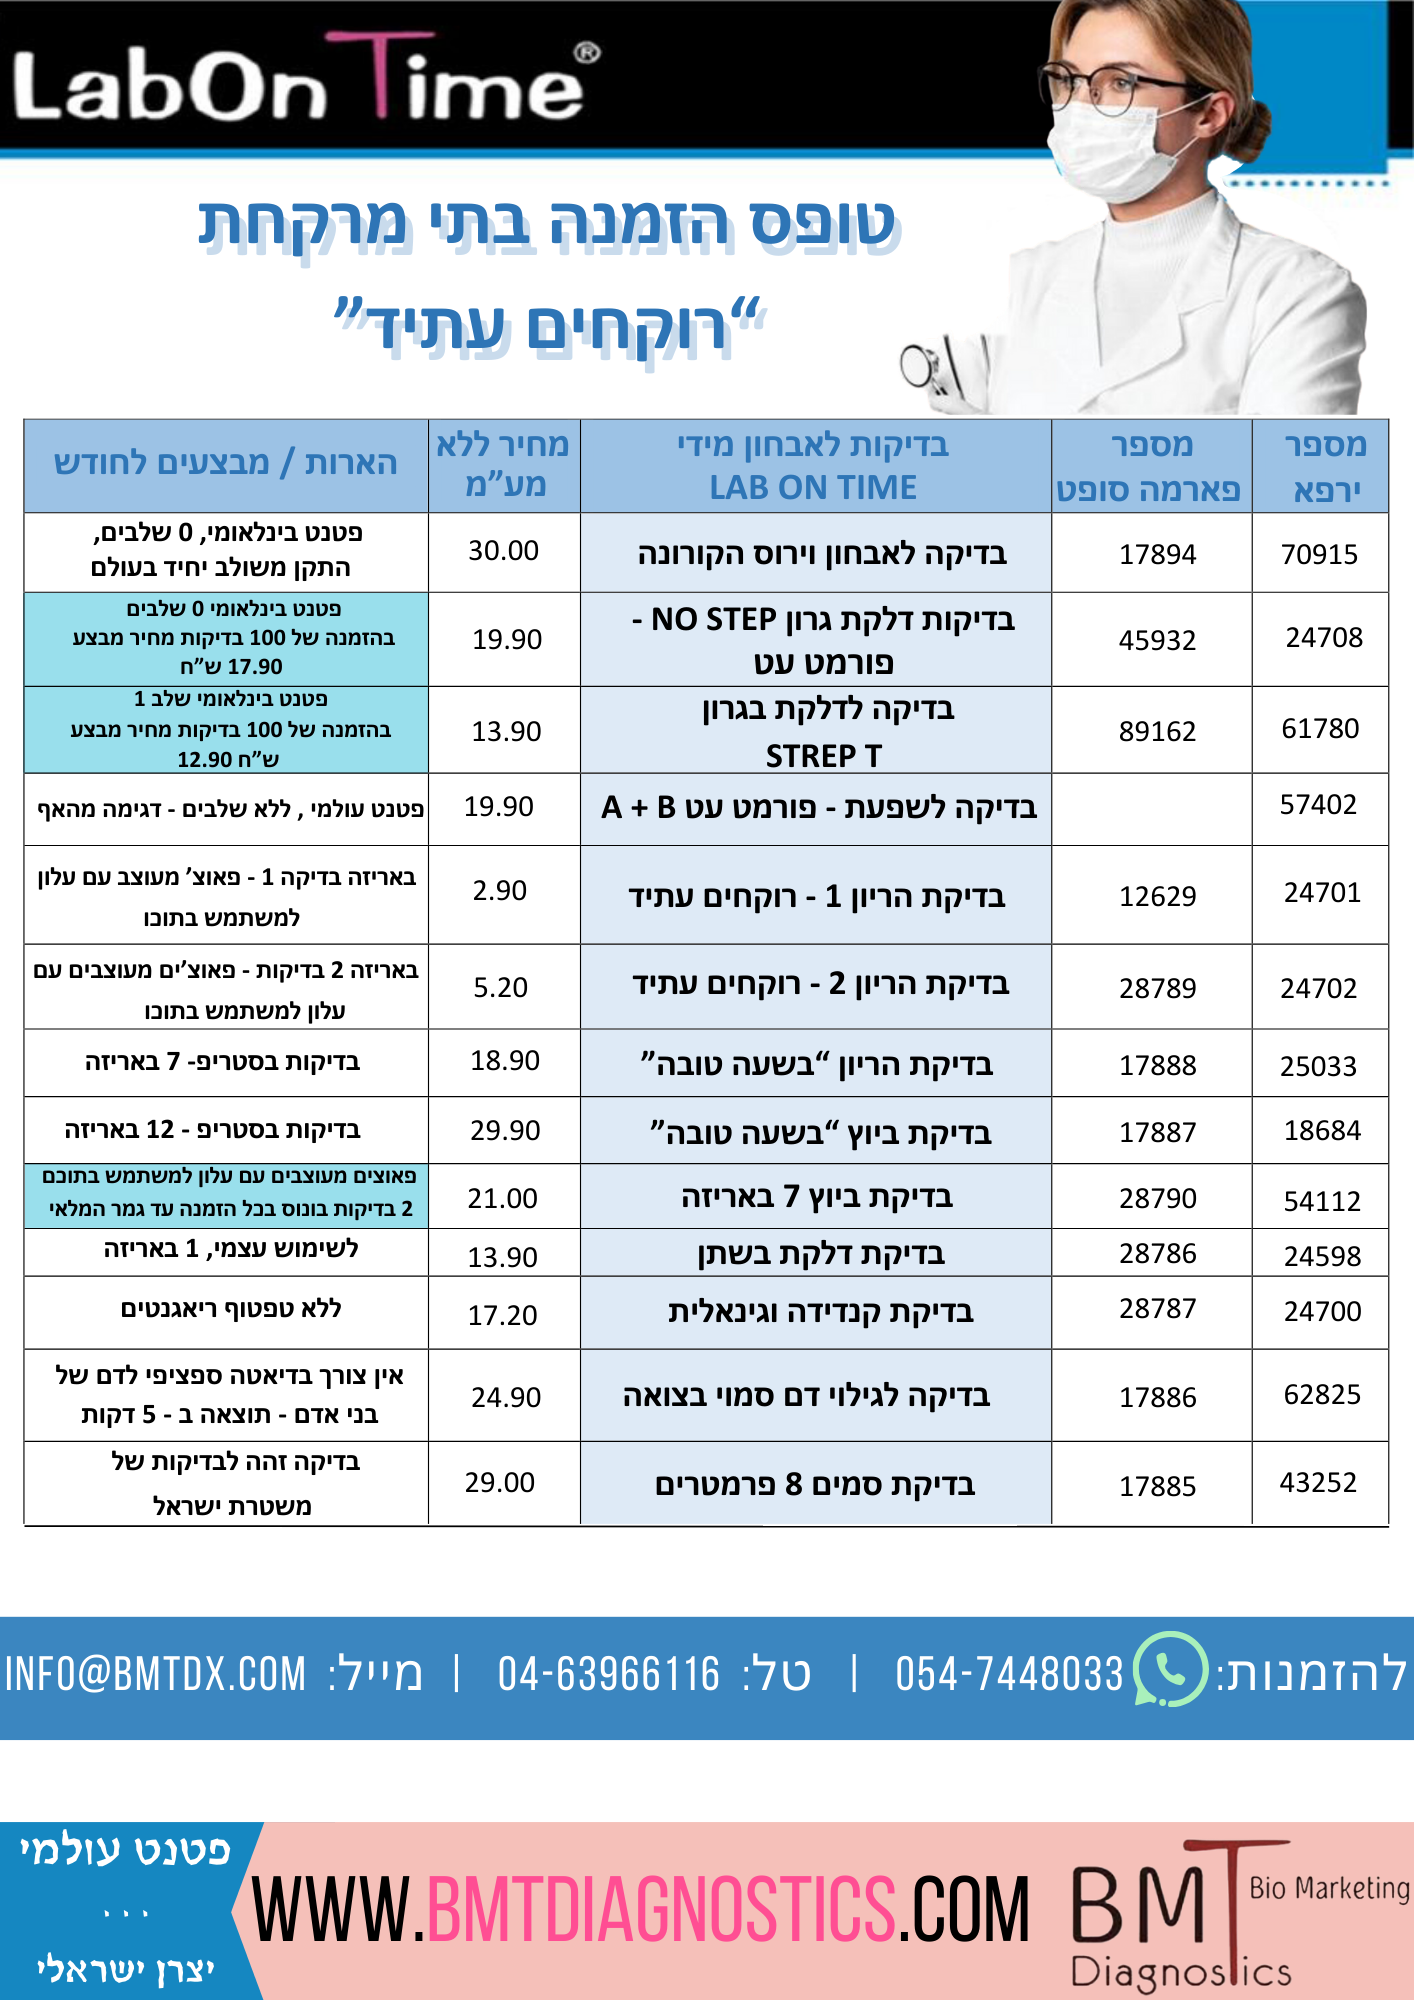 LabOnTime®
טופס הזמנה בתי מרקחת
“רוקחים עתיד”
מספר ירפא | מספר פארמה סופט | בדיקות לאבחון מידי LAB ON TIME | מחיר ללא מע”מ | הארות / מבצעים לחודש
70915 | 17894 | בדיקה לאבחון וירוס הקורונה | 30.00 | פטנט בינלאומי, 0 שלבים, התקן משולב יחיד בעולם
24708 | 45932 | בדיקות דלקת גרון NO STEP - פורמט עט | 19.90 | פטנט בינלאומי 0 שלבים בהזמנה של 100 בדיקות מחיר מבצע 17.90 ש”ח
61780 | 89162 | בדיקה לדלקת בגרון STREP T | 13.90 | פטנט בינלאומי שלב 1 בהזמנה של 100 בדיקות מחיר מבצע ש”ח 12.90
57402 | | בדיקה לשפעת - פורמט עט A + B | 19.90 | פטנט עולמי , ללא שלבים - דגימה מהאף
24701 | 12629 | בדיקת הריון 1 - רוקחים עתיד | 2.90 | באריזה בדיקה 1 - פאוצ’ מעוצב עם עלון למשתמש בתוכו
24702 | 28789 | בדיקת הריון 2 - רוקחים עתיד | 5.20 | באריזה 2 בדיקות - פאוצ’ים מעוצבים עם עלון למשתמש בתוכו
25033 | 17888 | בדיקת הריון “בשעה טובה” | 18.90 | בדיקות בסטריפ- 7 באריזה
18684 | 17887 | בדיקת ביוץ “בשעה טובה” | 29.90 | בדיקות בסטריפ - 12 באריזה
54112 | 28790 | בדיקת ביוץ 7 באריזה | 21.00 | פאוצים מעוצבים עם עלון למשתמש בתוכם 2 בדיקות בונוס בכל הזמנה עד גמר המלאי
24598 | 28786 | בדיקת דלקת בשתן | 13.90 | לשימוש עצמי, 1 באריזה
24700 | 28787 | בדיקת קנדידה וגינאלית | 17.20 | ללא טפטוף ריאגנטים
62825 | 17886 | בדיקה לגילוי דם סמוי בצואה | 24.90 | אין צורך בדיאטה ספציפי לדם של בני אדם - תוצאה ב - 5 דקות
43252 | 17885 | בדיקת סמים 8 פרמטרים | 29.00 | בדיקה זהה לבדיקות של משטרת ישראל
להזמנות: 054-7448033 | טל: 04-63966116 | מייל: INFO@BMTDX.COM
פטנט עולמי
...
יצרן ישראלי
WWW.BMTDIAGNOSTICS.COM
BMT Bio Marketing
Diagnostics